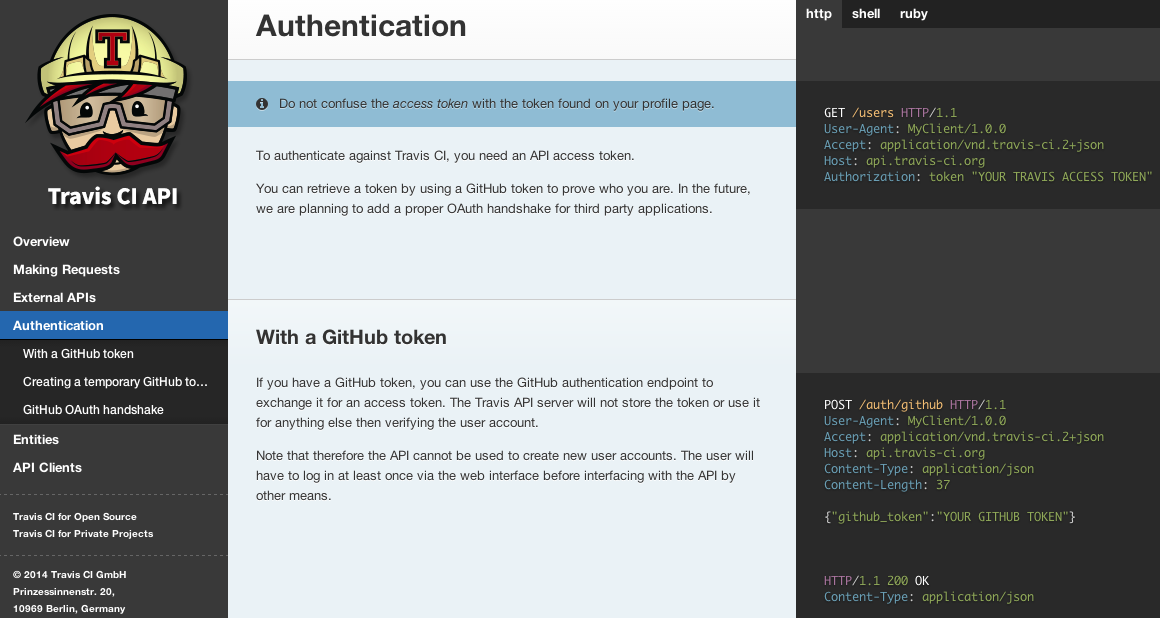 T
Travis CI API
Overview
Making Requests
External APIs
Authentication
With a GitHub token
Creating a temporary GitHub to...
GitHub OAuth handshake
Entities
API Clients
Travis CI for Open Source
Travis CI for Private Projects
© 2014 Travis CI GmbH
Prinzessinnenstr. 20,
10969 Berlin, Germany
Authentication
Do not confuse the access token with the token found on your profile page.
To authenticate against Travis CI, you need an API access token.
You can retrieve a token by using a GitHub token to prove who you are. In the future,
we are planning to add a proper OAuth handshake for third party applications.
With a GitHub token
If you have a GitHub token, you can use the GitHub authentication endpoint to
exchange it for an access token. The Travis API server will not store the token or use it
for anything else then verifying the user account.
Note that therefore the API cannot be used to create new user accounts. The user will
have to log in at least once via the web interface before interfacing with the API by
other means.
http shell ruby
GET /users HTTP/1.1
User-Agent: MyClient/1.0.0
Accept: application/vnd.travis-ci.2+json
Host: api.travis-ci.org
Authorization: token "YOUR TRAVIS ACCESS TOKEN"
POST /auth/github HTTP/1.1
User-Agent: MyClient/1.0.0
Accept: application/vnd.travis-ci.2+json
Host: api.travis-ci.org
Content-Type: application/json
Content-Length: 37
{"github_token":"YOUR GITHUB TOKEN"}
HTTP/1.1 200 OK
Content-Type: application/json